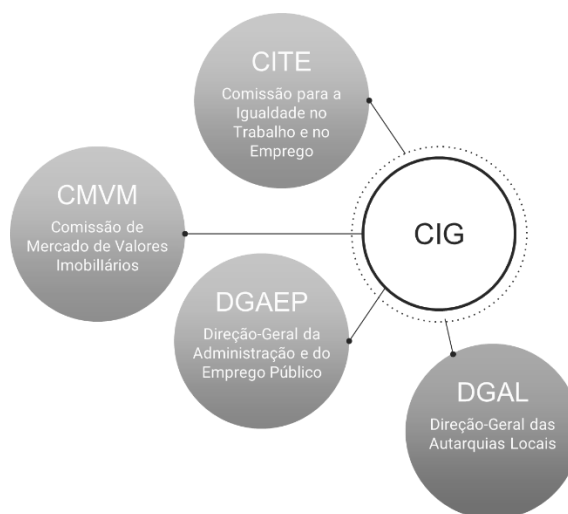 CITE
Comissão para a
Igualdade no
Trabalho e no
Emprego
CMVM
Comissão de
Mercado de Valores
Imobillários
CIG
DGAEP
Direção-Geral da
Administração e do
Emprego Público
DGAL
Direção-Geral das
Autarquias Locais